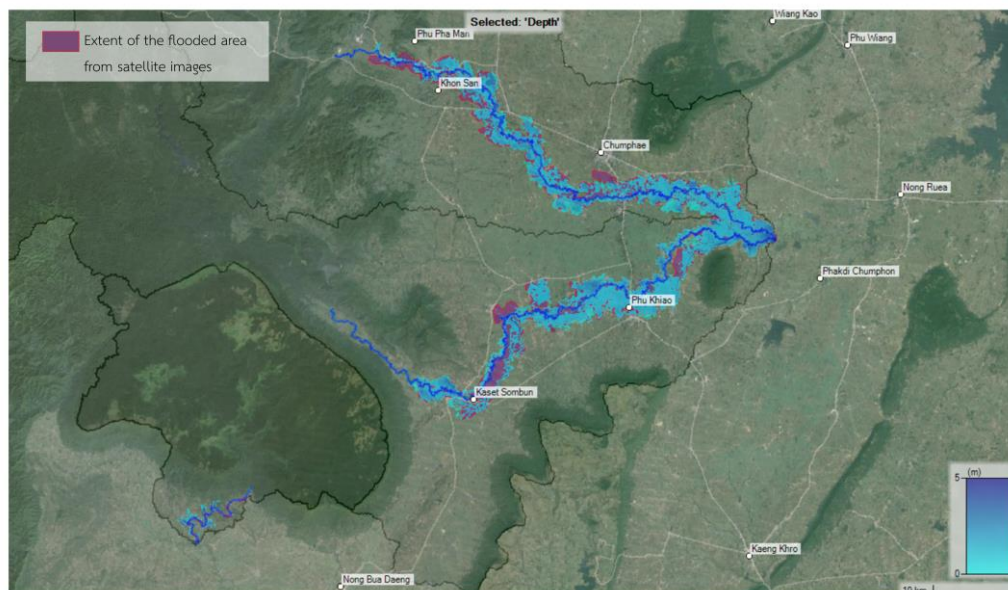 Selected: 'Depth'
Wiang Kao
Extent of the flooded area
from satellite images
Phu Pha Man
Phu Wiang
Khon San
Chumphae
Nong Ruea
Phakdi Chumphon
Phu Khiao
Kaset Sombun
5 (m)
0
Kaeng Khro
Nong Bua Daeng